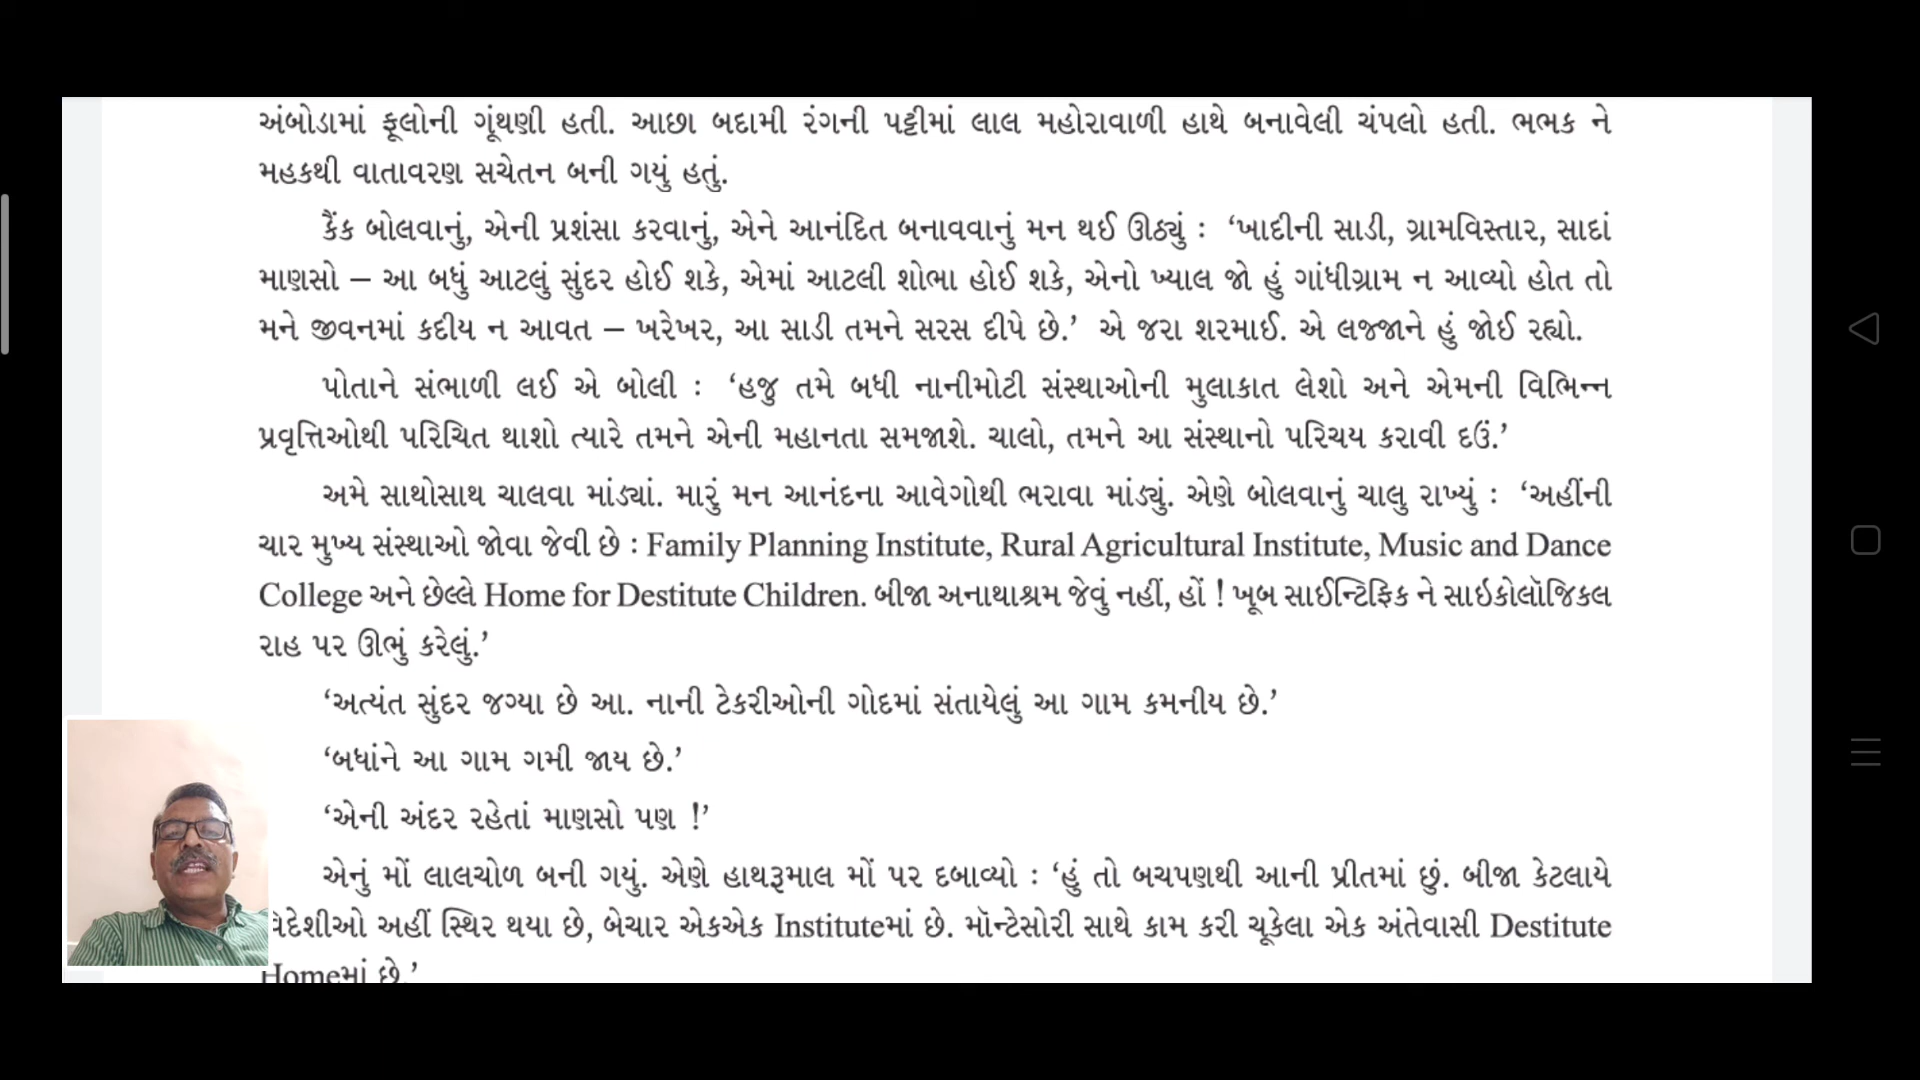 અંબોડામાં ફૂલોની ગૂંથણી હતી. આછા બદામી રંગની પટ્ટીમાં લાલ મહોરાવાળી હાથે બનાવેલી ચંપલો હતી. ભભક ને
મહકથી વાતાવરણ સચેતન બની ગયું હતું.
કૈંક બોલવાનું, એની પ્રશંસા કરવાનું, એને આનંદિત બનાવવાનું મન થઈ ઊઠ્યું : ‘ખાદીની સાડી, ગ્રામવિસ્તાર, સાદાં
માણસો – આ બધું આટલું સુંદર હોઈ શકે, એમાં આટલી શોભા હોઈ શકે, એનો ખ્યાલ જો હું ગાંધીગ્રામ ન આવ્યો હોત તો
મને જીવનમાં કદીય ન આવત – ખરેખર, આ સાડી તમને સરસ દીપે છે.’ એ જરા શરમાઈ. એ લજ્જાને હું જોઈ રહ્યો.
પોતાને સંભાળી લઈ એ બોલી : ‘હજુ તમે બધી નાનીમોટી સંસ્થાઓની મુલાકાત લેશો અને એમની વિભિન્ન
પ્રવૃત્તિઓથી પરિચિત થાશો ત્યારે તમને એની મહાનતા સમજાશે. ચાલો, તમને આ સંસ્થાનો પરિચય કરાવી દઉં.’
અમે સાથોસાથ ચાલવા માંડ્યાં. મારું મન આનંદના આવેગોથી ભરાવા માંડ્યું. એણે બોલવાનું ચાલુ રાખ્યું : ‘અહીંની
ચાર મુખ્ય સંસ્થાઓ જોવા જેવી છે : Family Planning Institute, Rural Agricultural Institute, Music and Dance
College અને છેલ્લે Home for Destitute Children. બીજા અનાથાશ્રમ જેવું નહીં, હોં ! ખૂબ સાઈન્ટિફિક ને સાઇકોલૉજિકલ
રાહ પર ઊભું કરેલું.’
‘અત્યંત સુંદર જગ્યા છે આ. નાની ટેકરીઓની ગોદમાં સંતાયેલું આ ગામ કમનીય છે.’
‘બધાંને આ ગામ ગમી જાય છે.’
‘એની અંદર રહેતાં માણસો પણ !’
એનું મોં લાલચોળ બની ગયું. એણે હાથરૂમાલ મોં પર દબાવ્યો : ‘હું તો બચપણથી આની પ્રીતમાં છું. બીજા કેટલાયે
વિદેશીઓ અહીં સ્થિર થયા છે, બેચાર એકએક Instituteમાં છે. મૉન્ટેસોરી સાથે કામ કરી ચૂકેલા એક અંતેવાસી Destitute
Homeમાં છે.’